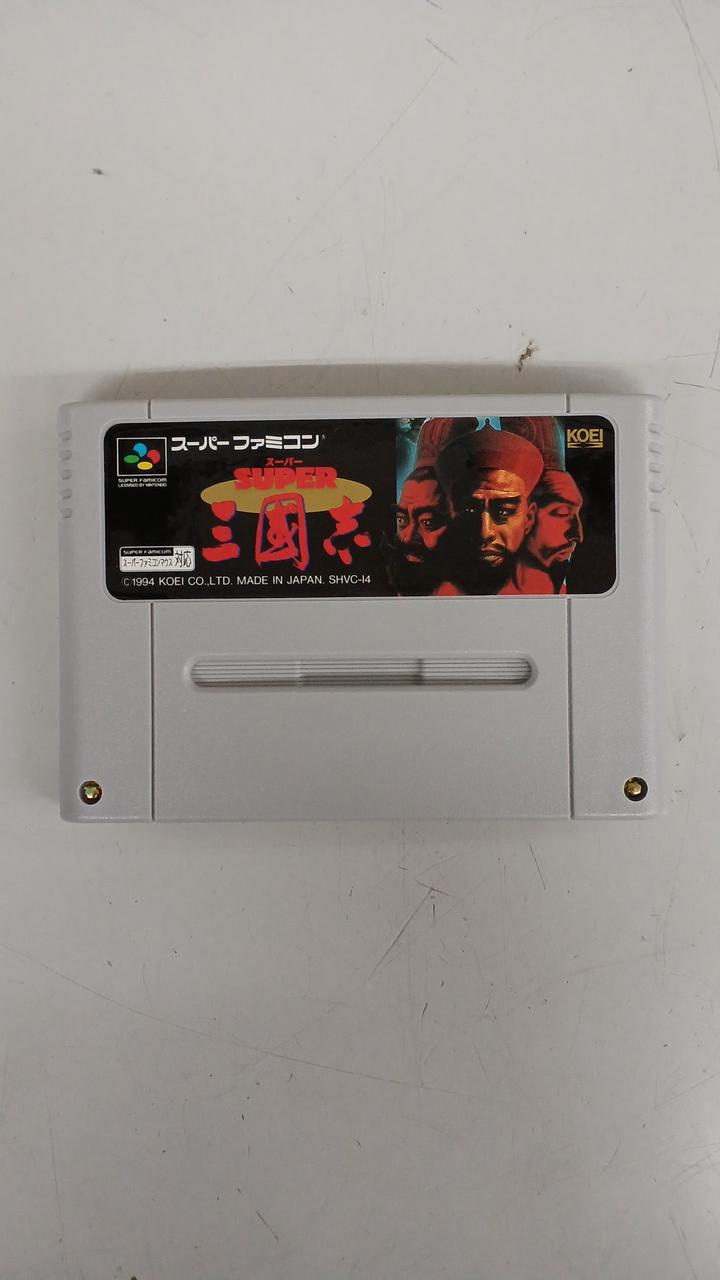 スーパーファミコン
SUPER FAMICOM
LICENSED BY NINTENDO
KOEI
スーパー
SUPER
三國志
SUPER FAMICOM
スーパーファミコンマウス対応
©1994 KOEI CO.,LTD. MADE IN JAPAN. SHVC-I4